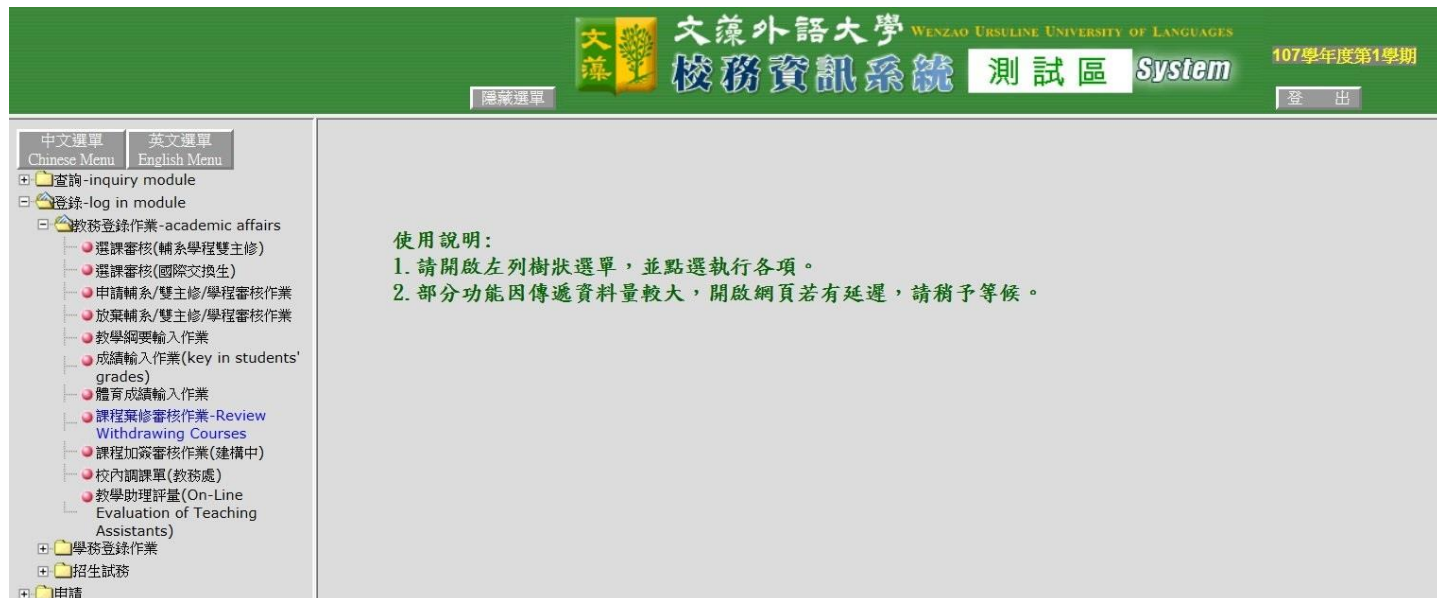 文藻
文藻外語大學 WENZAO URSULINE UNIVERSITY OF LANGUAGES
校務資訊系統 測試區 System
107學年度第1學期
隱藏選單
登 出
中文選單
Chinese Menu
英文選單
English Menu
查詢-inquiry module
登錄-log in module
教務登錄作業-academic affairs
選課審核(輔系學程雙主修)
選課審核(國際交換生)
申請輔系/雙主修/學程審核作業
放棄輔系/雙主修/學程審核作業
教學綱要輸入作業
成績輸入作業(key in students'
grades)
體育成績輸入作業
課程棄修審核作業-Review
Withdrawing Courses
課程加簽審核作業(建構中)
校內調課單(教務處)
教學助理評量(On-Line
Evaluation of Teaching
Assistants)
學務登錄作業
招生試務
申請
使用說明:
1.請開啟左列樹狀選單，並點選執行各項。
2.部分功能因傳遞資料量較大，開啟網頁若有延遲，請稍予等候。